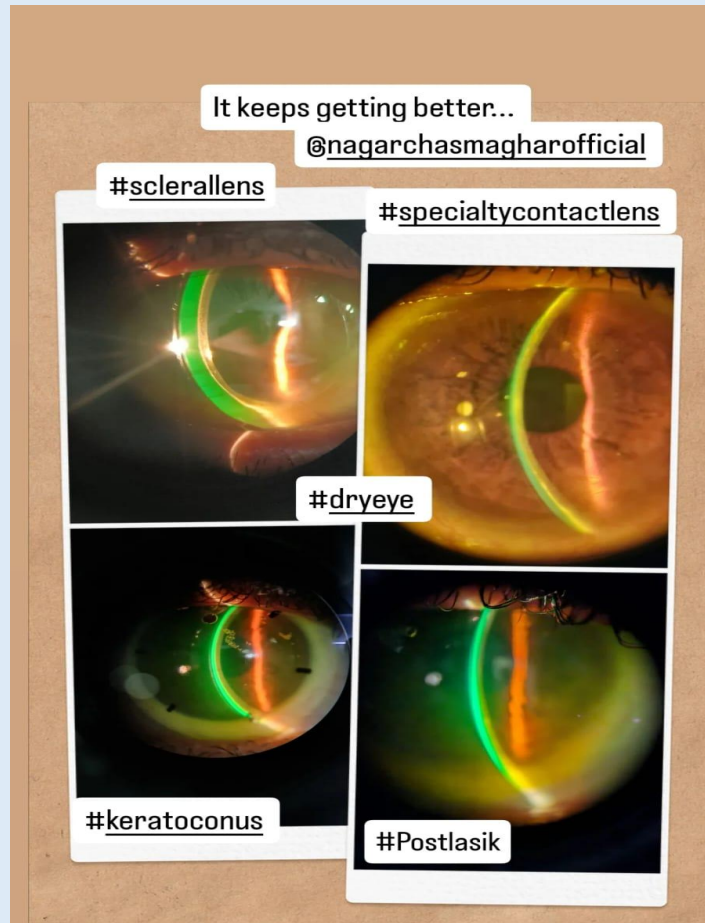 It keeps getting better...
@nagarchasmagharofficial
#sclerallens
#specialtycontactlens
#dryeye
#keratoconus
#Postlasik